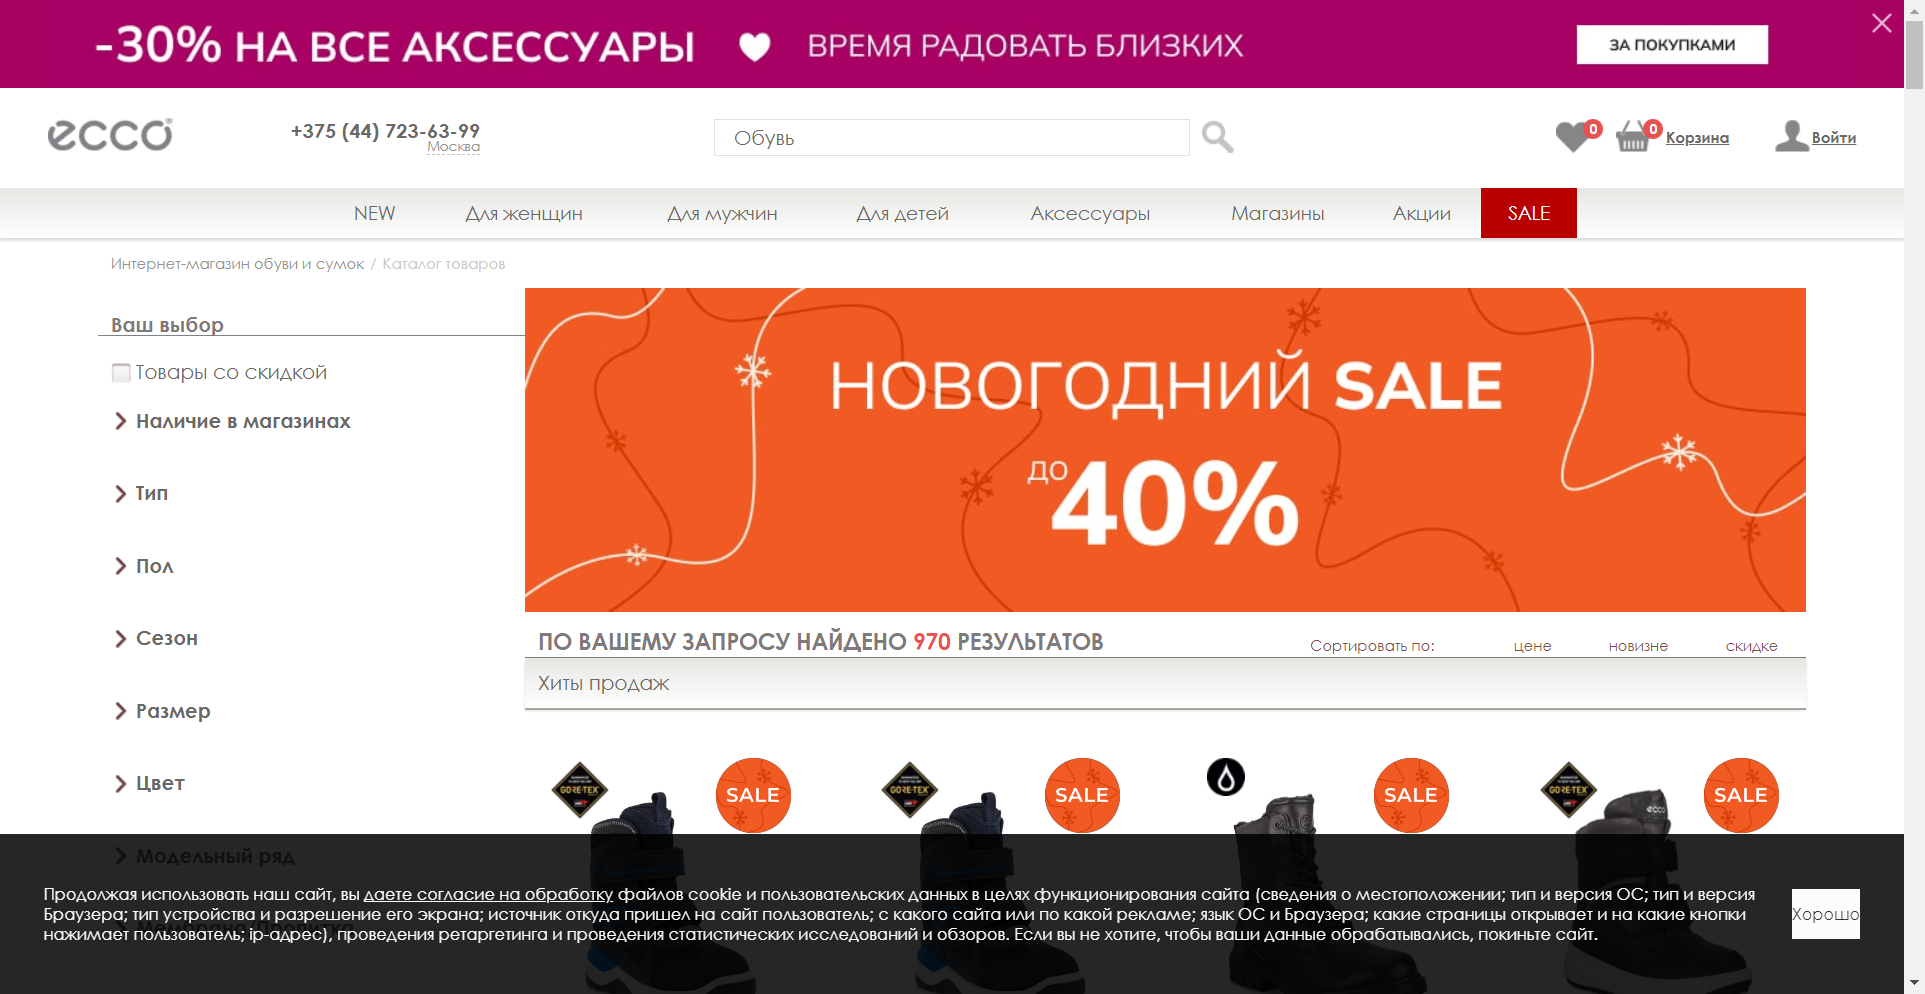 -30% НА ВСЕ АКСЕССУАРЫ ВРЕМЯ РАДОВАТЬ БЛИЗКИХ ЗА ПОКУПКАМИ
ecco
+375 (44) 723-63-99
Москва
Обувь
0
0
Корзина
Войти
NEW Для женщин Для мужчин Для детей Аксессуары Магазины Акции SALE
Интернет-магазин обуви и сумок / Каталог товаров
Ваш выбор
Товары со скидкой
Наличие в магазинах
Тип
Пол
Сезон
Размер
Цвет
Модельный ряд
Мембрана/Пропитка
НОВОГОДНИЙ SALE
ДО 40%
ПО ВАШЕМУ ЗАПРОСУ НАЙДЕНО 970 РЕЗУЛЬТАТОВ
Сортировать по: цене новизне скидке
Хиты продаж
GORE-TEX SALE GORE-TEX SALE SALE GORE-TEX SALE
ecco
Продолжая использовать наш сайт, вы даете согласие на обработку файлов cookie и пользовательских данных в целях функционирования сайта (сведения о местоположении; тип и версия ОС; тип и версия
Браузера; тип устройства и разрешение его экрана; источник откуда пришел на сайт пользователь; с какого сайта или по какой рекламе; язык ОС и Браузера; какие страницы открывает и на какие кнопки
нажимает пользователь; ip-адрес), проведения ретаргетинга и проведения статистических исследований и обзоров. Если вы не хотите, чтобы ваши данные обрабатывались, покиньте сайт.
Хорошо